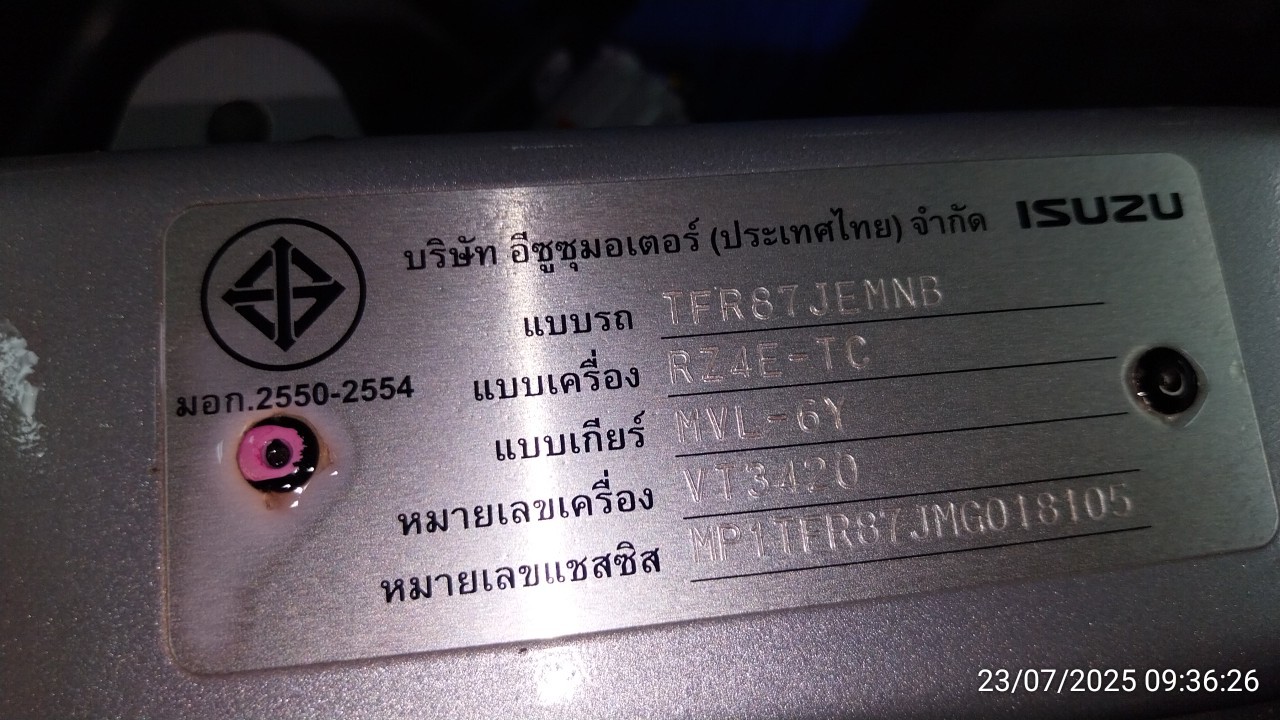 บริษัท อีซูซุมอเตอร์ (ประเทศไทย) จำกัด ISUZU
แบบรถ TFR87JEMNB
มอก.2550-2554
แบบเครื่อง RZ4E-TC
แบบเกียร์ MVL-6Y
หมายเลขเครื่อง VT3420
หมายเลขแชสซิส MP1TFR87JMG018105
23/07/2025 09:36:26